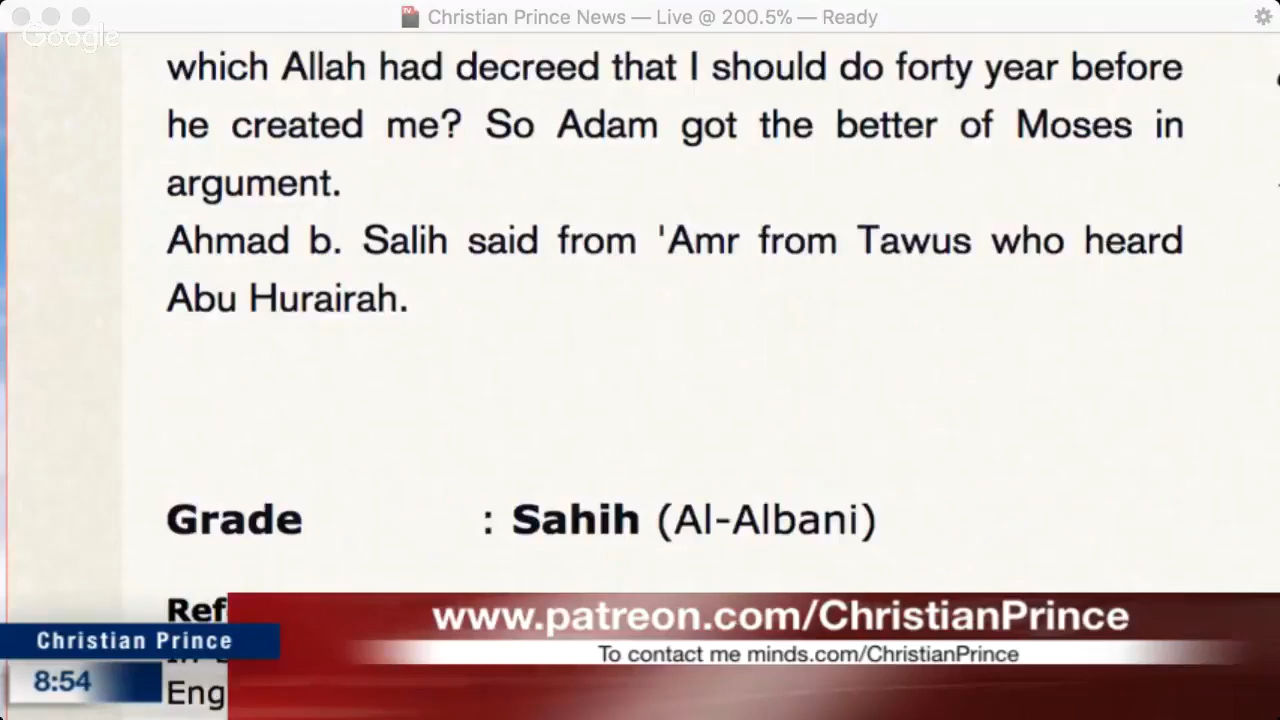 Christian Prince News — Live @ 200.5% — Ready
Google
which Allah had decreed that I should do forty year before
he created me? So Adam got the better of Moses in
argument.
Ahmad b. Salih said from 'Amr from Tawus who heard
Abu Hurairah.
Grade : Sahih (Al-Albani)
Ref
www.patreon.com/ChristianPrince
Christian Prince
To contact me minds.com/ChristianPrince
8:54
Eng